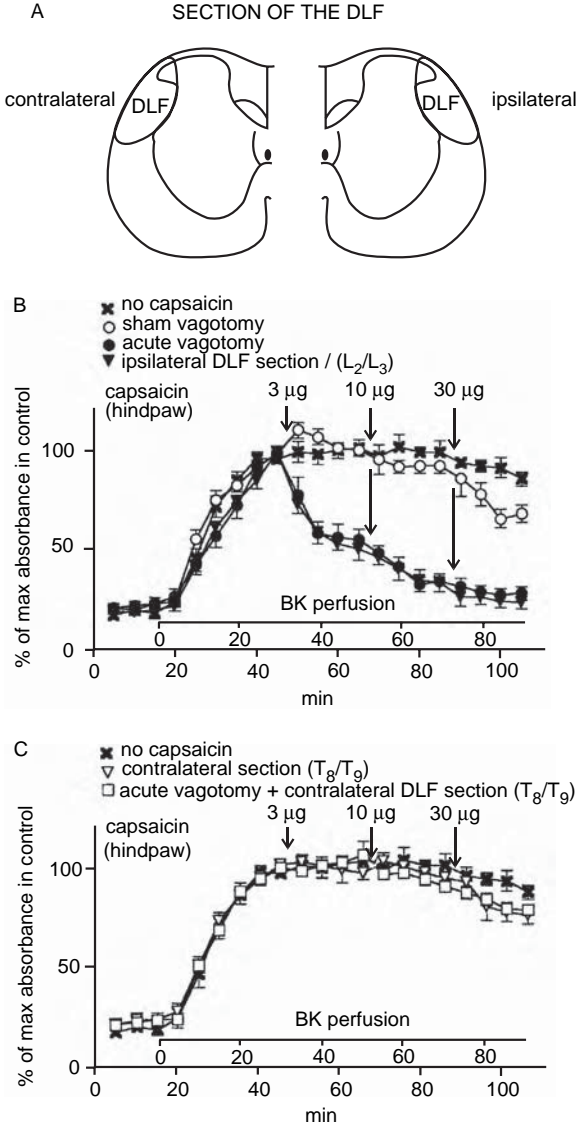 A SECTION OF THE DLF
contralateral DLF DLF ipsilateral
B
no capsaicin
sham vagotomy
acute vagotomy
ipsilateral DLF section / (L2/L3)
capsaicin
(hindpaw)
3 μg 10 μg 30 μg
% of max absorbance in control
100
50
0
BK perfusion
0 20 40 60 80
0 20 40 60 80 100
min
C
no capsaicin
contralateral section (T8/T9)
acute vagotomy + contralateral DLF section (T8/T9)
capsaicin
(hindpaw)
3 μg 10 μg 30 μg
% of max absorbance in control
100
50
0
BK perfusion
0 20 40 60 80
0 20 40 60 80 100
min